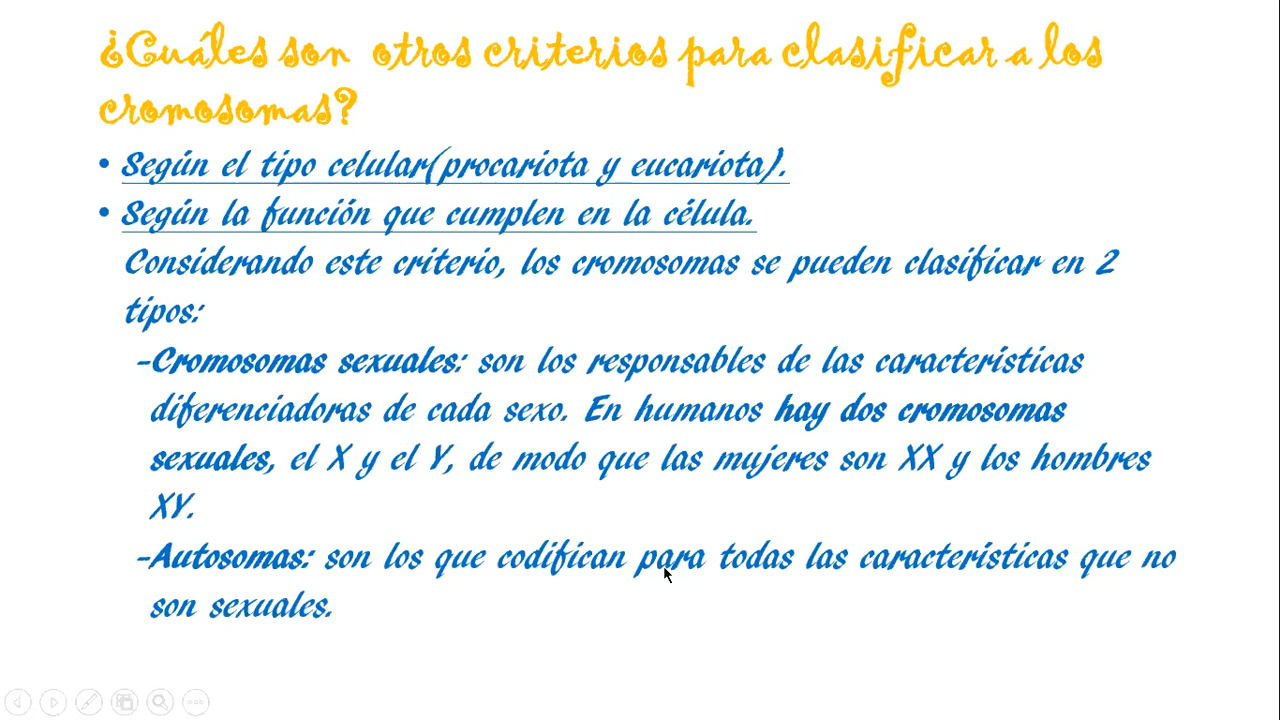 ¿Cuáles son otros criterios para clasificar a los
cromosomas?
• Según el tipo celular(procariota y eucariota).
• Según la función que cumplen en la célula.
Considerando este criterio, los cromosomas se pueden clasificar en 2
tipos:
-Cromosomas sexuales: son los responsables de las características
diferenciadoras de cada sexo. En humanos hay dos cromosomas
sexuales, el X y el Y, de modo que las mujeres son XX y los hombres
XY.
-Autosomas: son los que codifican para todas las características que no
son sexuales.